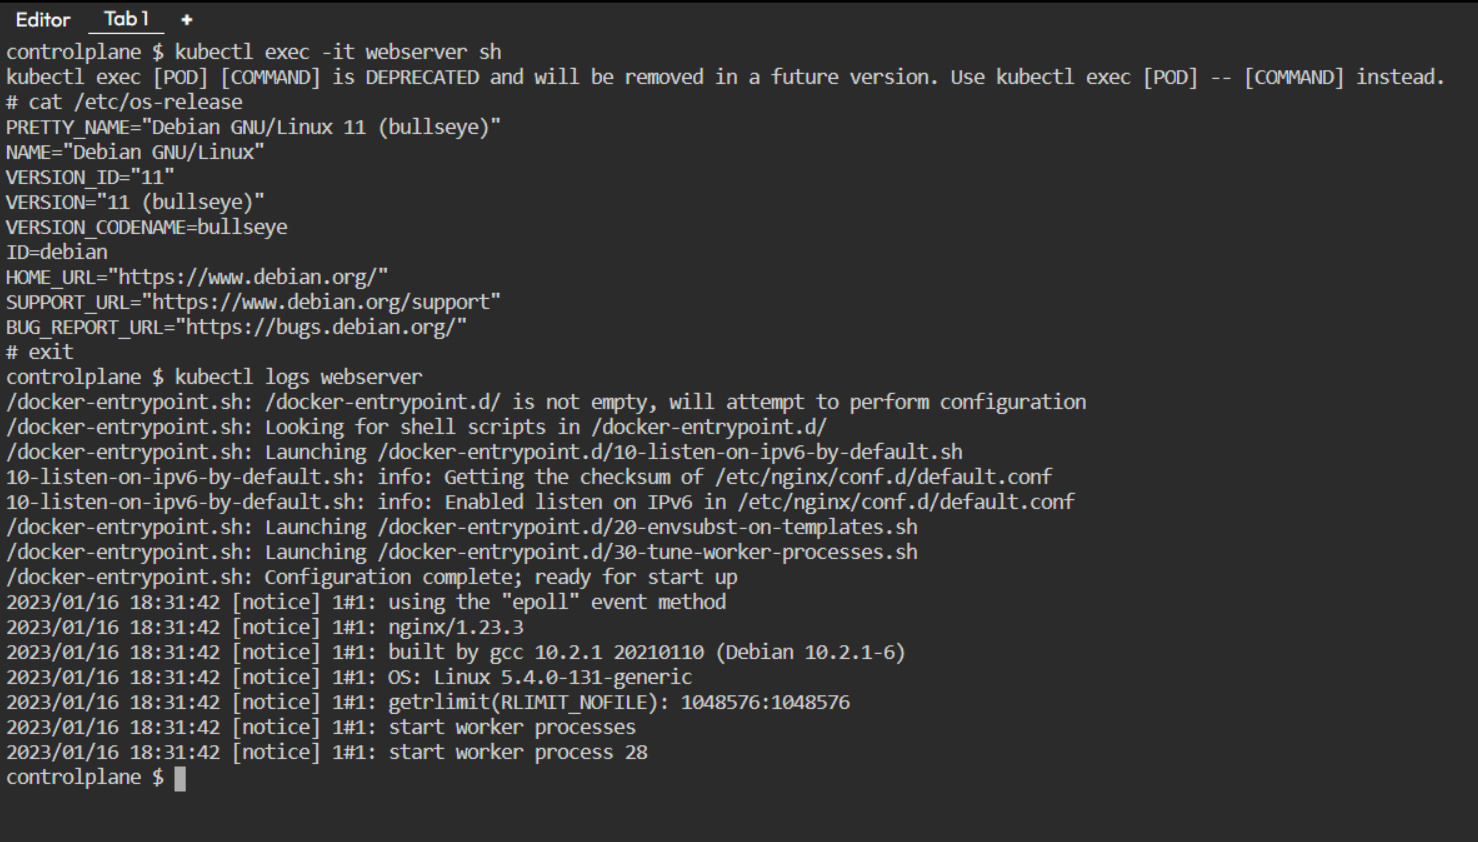 Editor Tab 1 +
controlplane $ kubectl exec -it webserver sh
kubectl exec [POD] [COMMAND] is DEPRECATED and will be removed in a future version. Use kubectl exec [POD] -- [COMMAND] instead.
# cat /etc/os-release
PRETTY_NAME="Debian GNU/Linux 11 (bullseye)"
NAME="Debian GNU/Linux"
VERSION_ID="11"
VERSION="11 (bullseye)"
VERSION_CODENAME=bullseye
ID=debian
HOME_URL="https://www.debian.org/"
SUPPORT_URL="https://www.debian.org/support"
BUG_REPORT_URL="https://bugs.debian.org/"
# exit
controlplane $ kubectl logs webserver
/docker-entrypoint.sh: /docker-entrypoint.d/ is not empty, will attempt to perform configuration
/docker-entrypoint.sh: Looking for shell scripts in /docker-entrypoint.d/
/docker-entrypoint.sh: Launching /docker-entrypoint.d/10-listen-on-ipv6-by-default.sh
10-listen-on-ipv6-by-default.sh: info: Getting the checksum of /etc/nginx/conf.d/default.conf
10-listen-on-ipv6-by-default.sh: info: Enabled listen on IPv6 in /etc/nginx/conf.d/default.conf
/docker-entrypoint.sh: Launching /docker-entrypoint.d/20-envsubst-on-templates.sh
/docker-entrypoint.sh: Launching /docker-entrypoint.d/30-tune-worker-processes.sh
/docker-entrypoint.sh: Configuration complete; ready for start up
2023/01/16 18:31:42 [notice] 1#1: using the "epoll" event method
2023/01/16 18:31:42 [notice] 1#1: nginx/1.23.3
2023/01/16 18:31:42 [notice] 1#1: built by gcc 10.2.1 20210110 (Debian 10.2.1-6)
2023/01/16 18:31:42 [notice] 1#1: OS: Linux 5.4.0-131-generic
2023/01/16 18:31:42 [notice] 1#1: getrlimit(RLIMIT_NOFILE): 1048576:1048576
2023/01/16 18:31:42 [notice] 1#1: start worker processes
2023/01/16 18:31:42 [notice] 1#1: start worker process 28
controlplane $